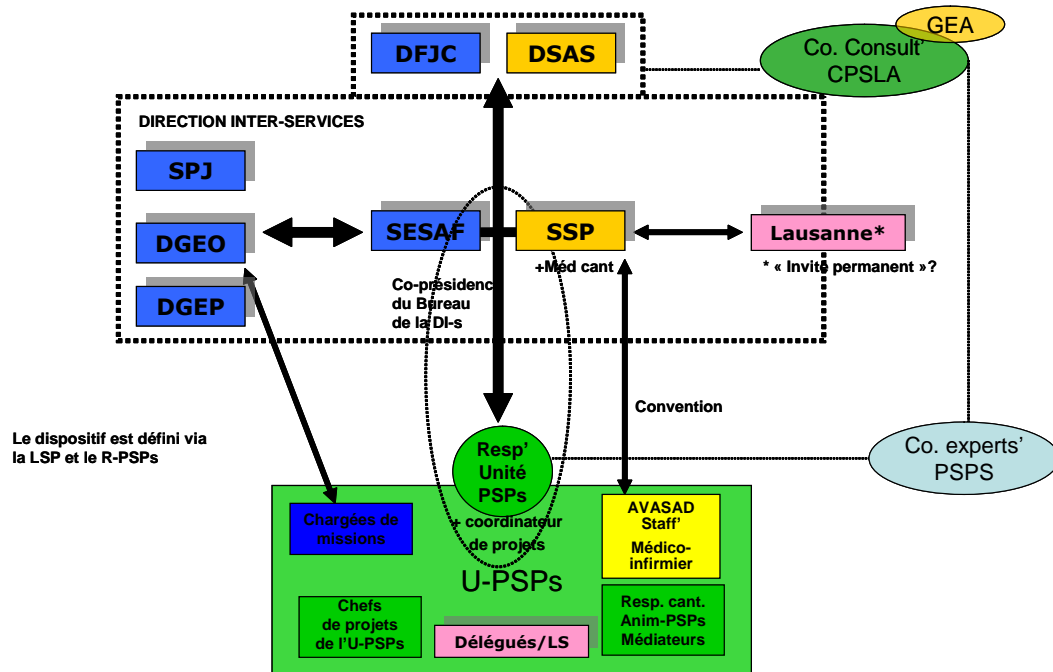 GEA
DFJC
DSAS
Co. Consult'
CPSLA
DIRECTION INTER-SERVICES
SPJ
DGEO
SESAF
SSP
Lausanne*
+Méd cant
* « Invité permanent »?
DGEP
Co-présidenc
du Bureau
de la DI-s
Convention
Le dispositif est défini via
la LSP et le R-PSPs
Resp'
Unité
PSPs
Co. experts'
PSPS
Chargées de
missions
+ coordinateur
de projets
AVASAD
Staff'
Médico-
infirmier
U-PSPs
Chefs
de projets
de l'U-PSPs
Délégués/LS
Resp. cant.
Anim-PSPs
Médiateurs